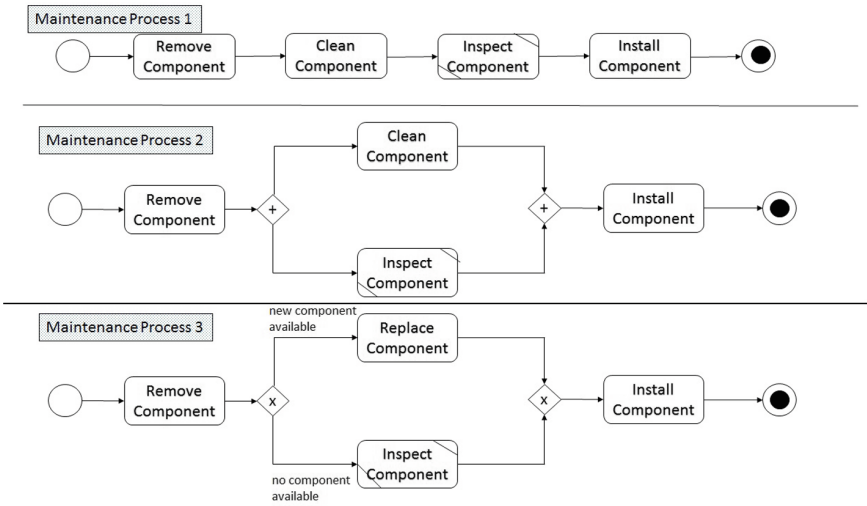 Maintenance Process 1
Remove
Component
Clean
Component
Inspect
Component
Install
Component
Maintenance Process 2
Remove
Component
+
Clean
Component
Inspect
Component
+
Install
Component
Maintenance Process 3
Remove
Component
x
new component
available
Replace
Component
no component
available
Inspect
Component
x
Install
Component